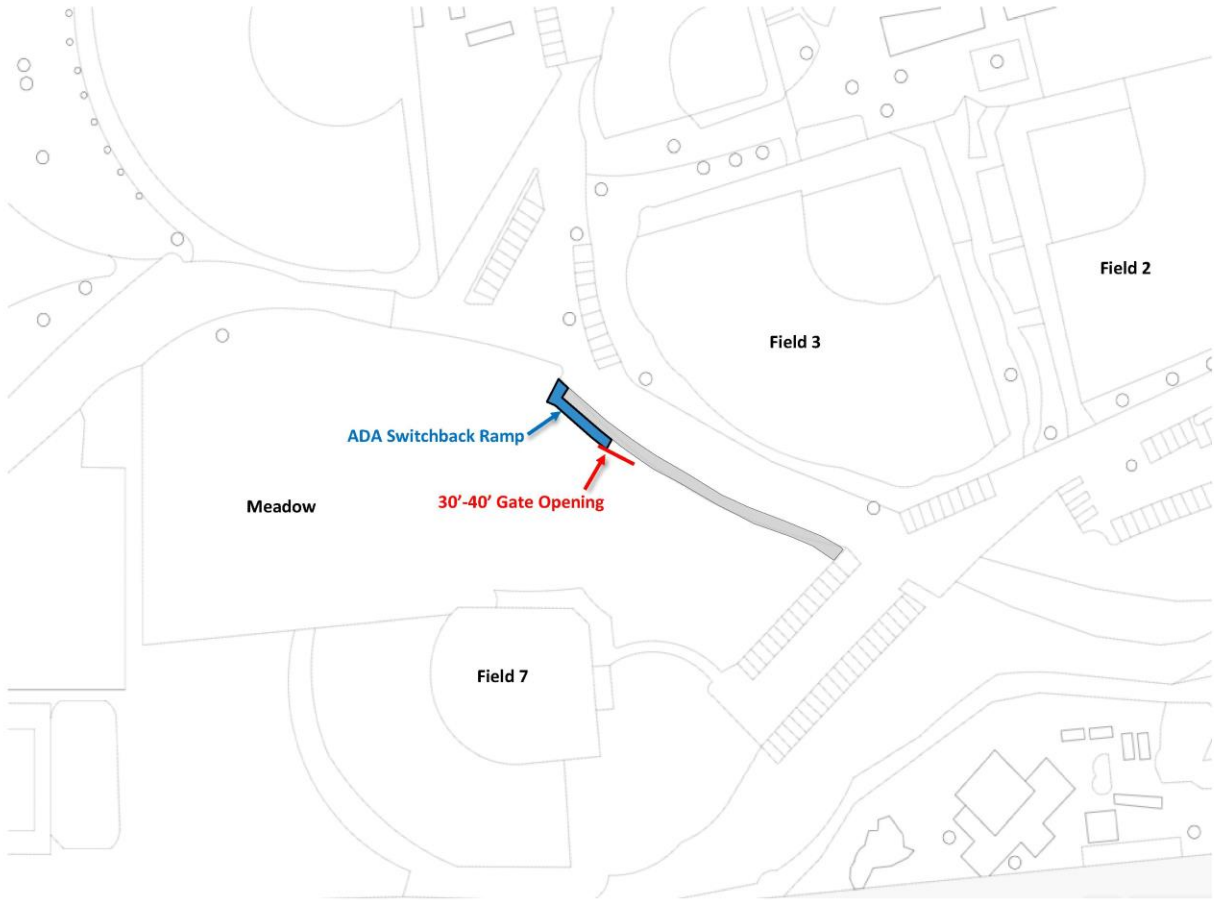 Field 2
Field 3
ADA Switchback Ramp
30’-40’ Gate Opening
Meadow
Field 7